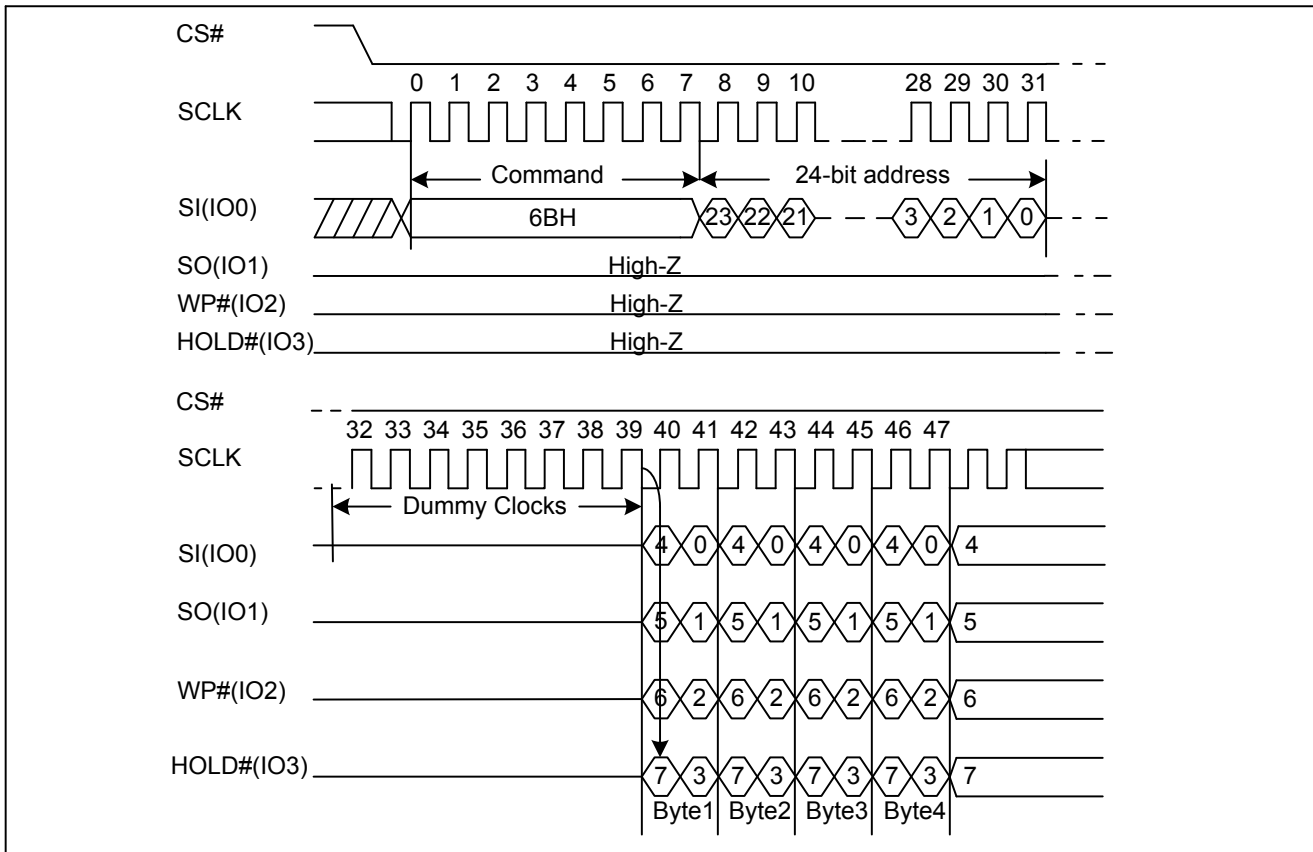 CS#
0 1 2 3 4 5 6 7 8 9 10 28 29 30 31
SCLK
Command 24-bit address
SI(IO0) 6BH 23 22 21 3 2 1 0
SO(IO1) High-Z
WP#(IO2) High-Z
HOLD#(IO3) High-Z
CS#
32 33 34 35 36 37 38 39 40 41 42 43 44 45 46 47
SCLK
Dummy Clocks
SI(IO0) 4 0 4 0 4 0 4 0 4
SO(IO1) 5 1 5 1 5 1 5 1 5
WP#(IO2) 6 2 6 2 6 2 6 2 6
HOLD#(IO3) 7 3 7 3 7 3 7 3 7
Byte1 Byte2 Byte3 Byte4